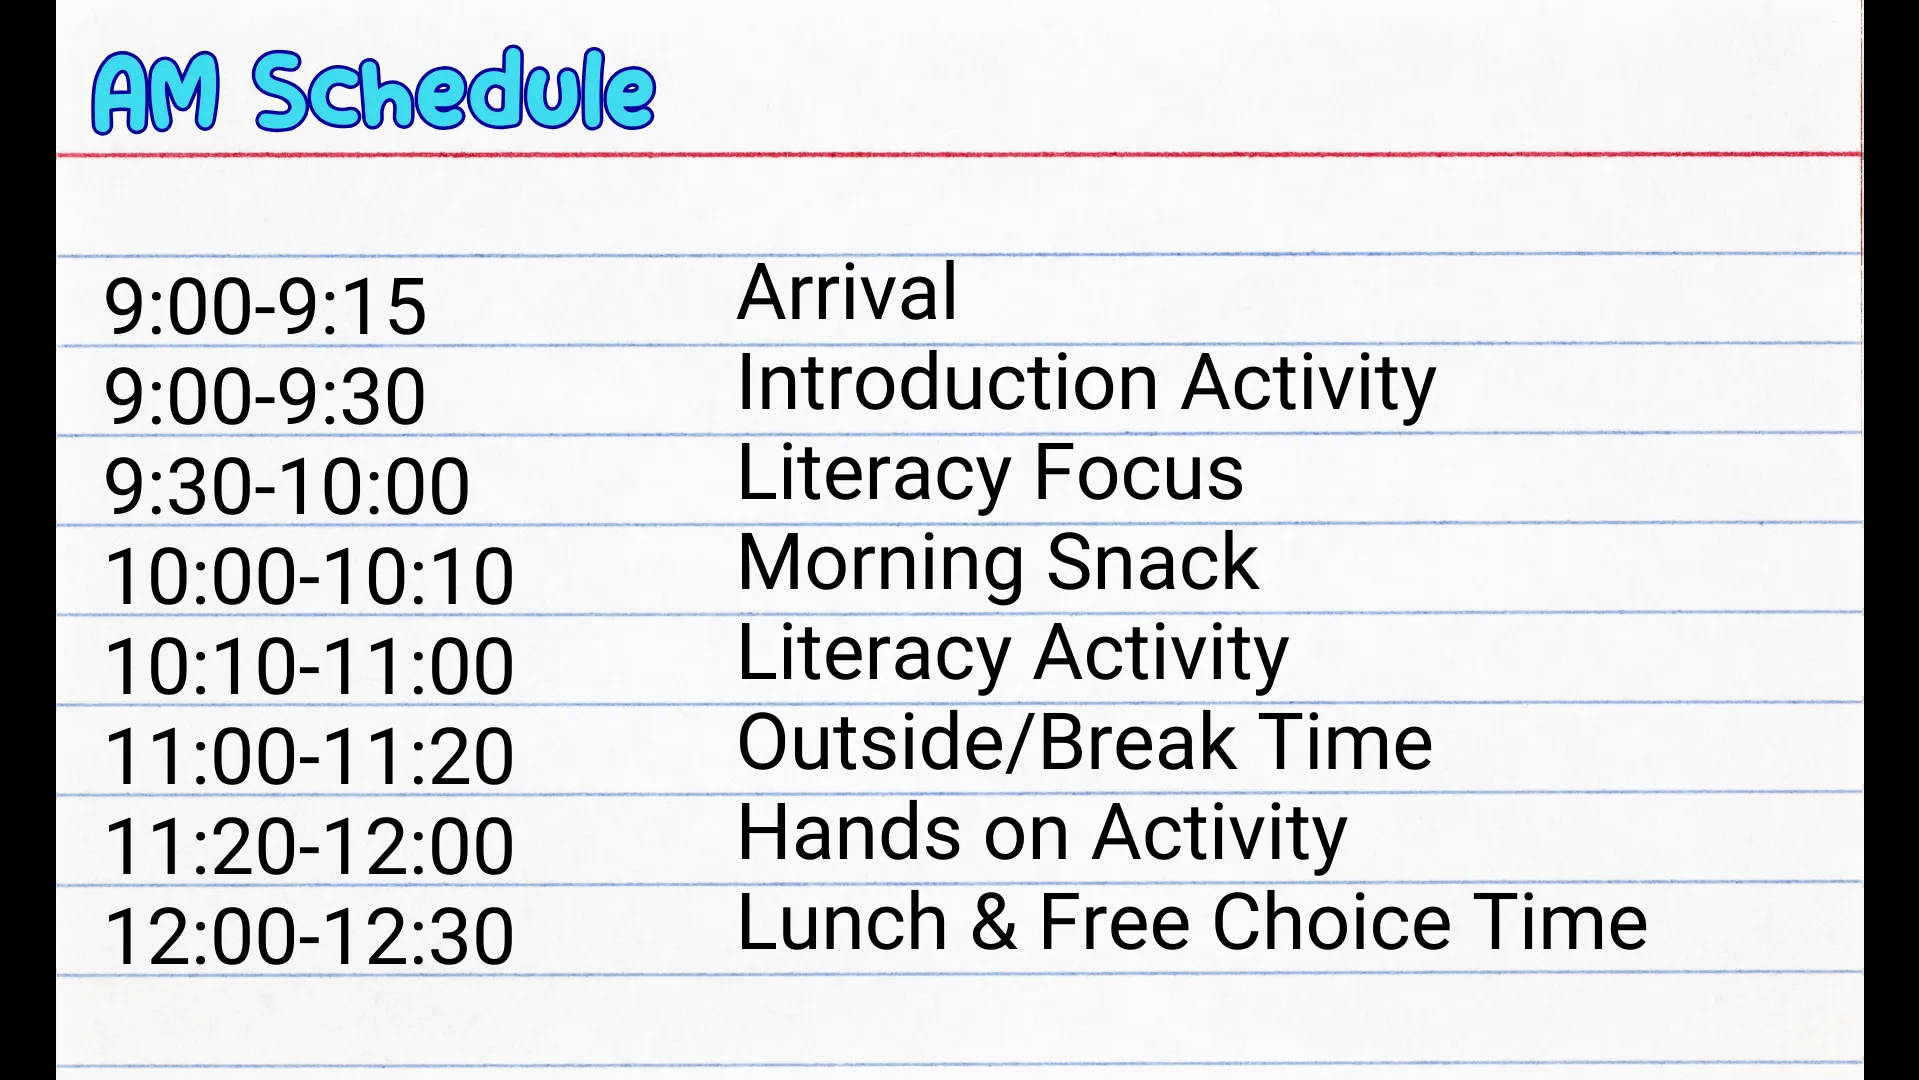 AM Schedule
9:00-9:15 Arrival
9:00-9:30 Introduction Activity
9:30-10:00 Literacy Focus
10:00-10:10 Morning Snack
10:10-11:00 Literacy Activity
11:00-11:20 Outside/Break Time
11:20-12:00 Hands on Activity
12:00-12:30 Lunch & Free Choice Time